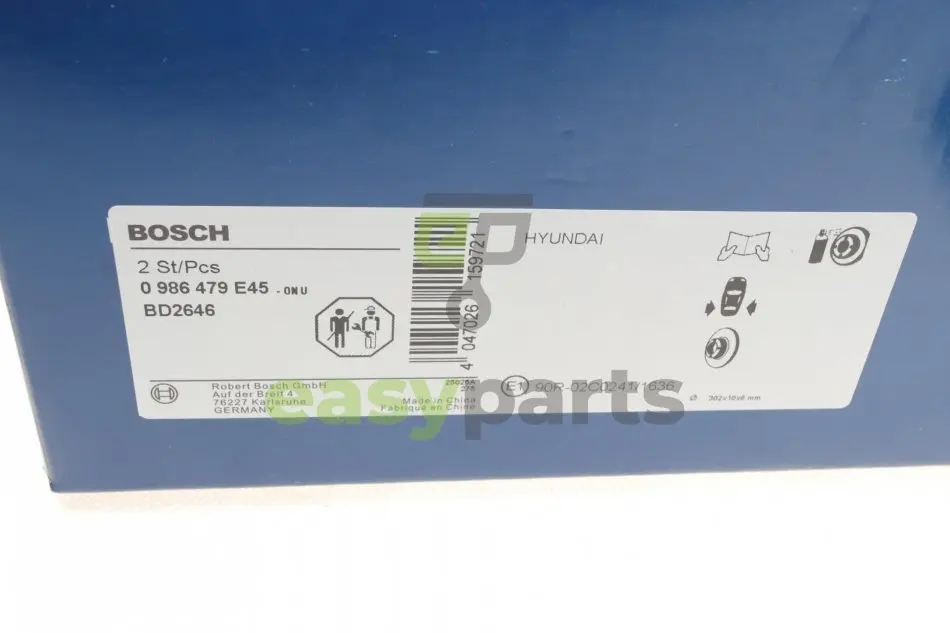 BOSCH
2 St/Pcs
0 986 479 E45 - 0NU
BD2646
4 047026 159721
HYUNDAI
Robert Bosch GmbH
Auf der Breit 4
76227 Karlsruhe
GERMANY
Made in China
Fabriqué en Chine
E1 90R-02C0241/1636
Ø 302x10x6 mm
easyparts